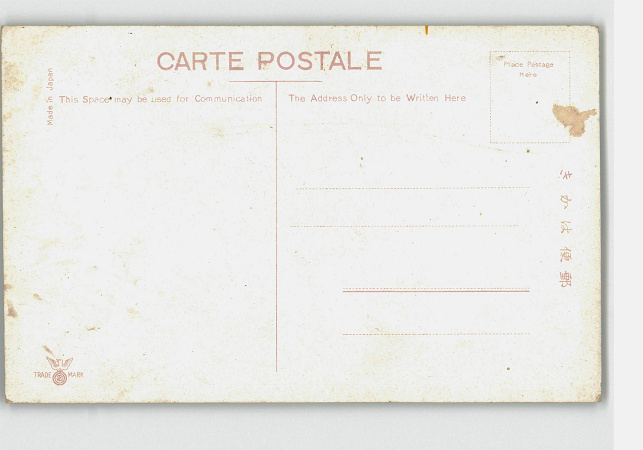 CARTE POSTALE
Made in Japan
This Space may be used for Communication
The Address Only to be Written Here
Place Postage
Here
きかは便郵
TRADE MARK